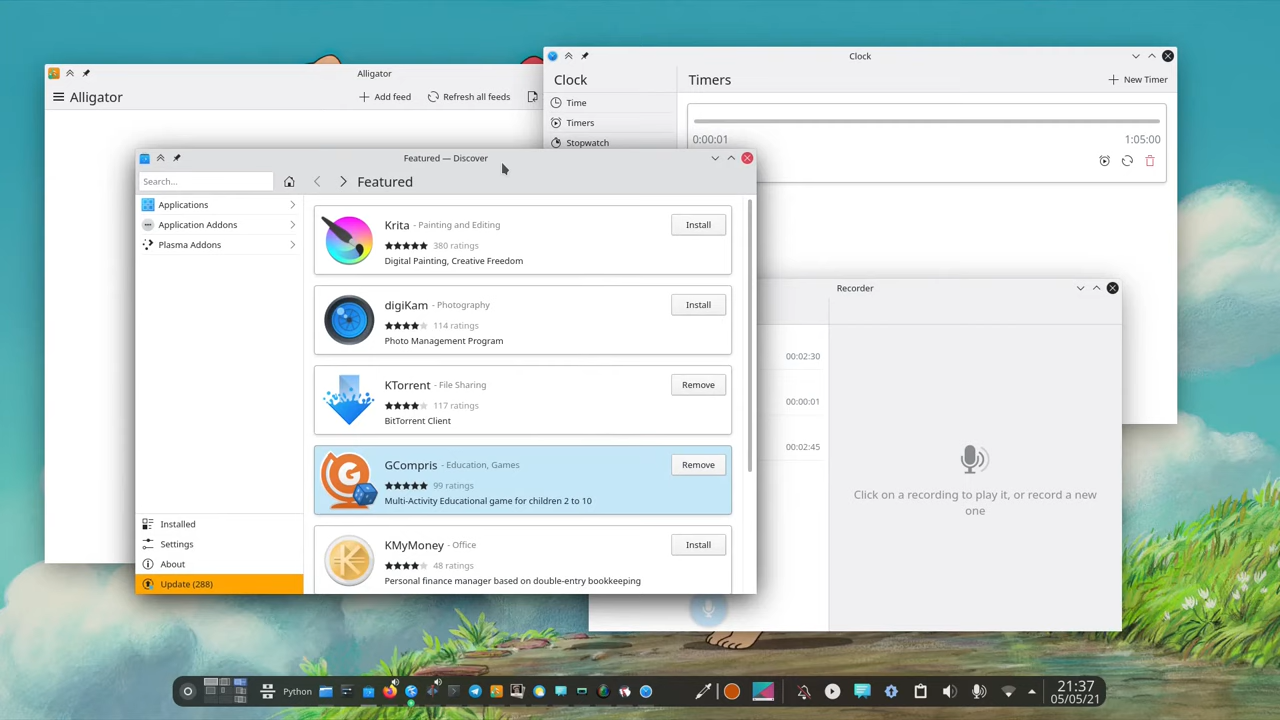 Alligator
Alligator
Add feed
Refresh all feeds
Clock
Clock
Time
Timers
Stopwatch
Timers
New Timer
0:00:01
1:05:00
Featured — Discover
Search...
Featured
Applications
Application Addons
Plasma Addons
Installed
Settings
About
Update (288)
Krita - Painting and Editing
380 ratings
Digital Painting, Creative Freedom
Install
digiKam - Photography
114 ratings
Photo Management Program
Install
KTorrent - File Sharing
117 ratings
BitTorrent Client
Remove
GCompris - Education, Games
99 ratings
Multi-Activity Educational game for children 2 to 10
Remove
KMyMoney - Office
48 ratings
Personal finance manager based on double-entry bookkeeping
Install
Recorder
00:02:30
00:00:01
00:02:45
Click on a recording to play it, or record a new
one
Python
21:37
05/05/21